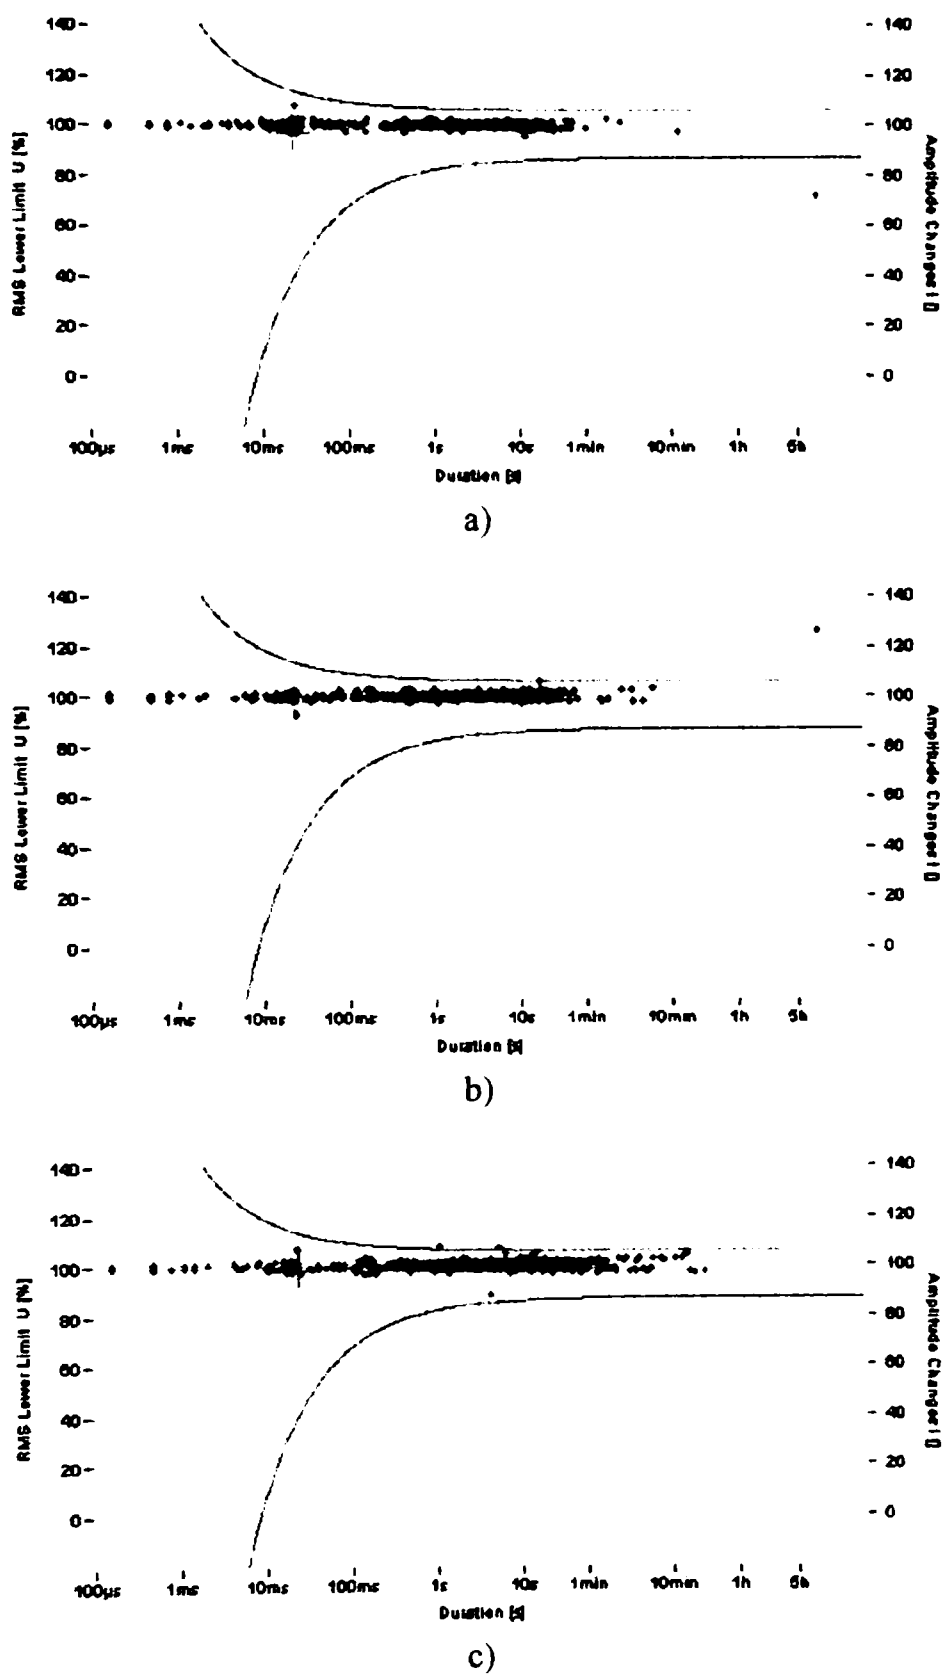 140 - - 140
120 - - 120
100 - - 100
80 - - 80
60 - - 60
40 - - 40
20 - - 20
0 - - 0
RMS Lower Limit U [%]
Amplitude Changes I []
100µs 1ms 10ms 100ms 1s 10s 1min 10min 1h 5h
Duration [s]
a)
140 - - 140
120 - - 120
100 - - 100
80 - - 80
60 - - 60
40 - - 40
20 - - 20
0 - - 0
RMS Lower Limit U [%]
Amplitude Changes I []
100µs 1ms 10ms 100ms 1s 10s 1min 10min 1h 5h
Duration [s]
b)
140 - - 140
120 - - 120
100 - - 100
80 - - 80
60 - - 60
40 - - 40
20 - - 20
0 - - 0
RMS Lower Limit U [%]
Amplitude Changes I []
100µs 1ms 10ms 100ms 1s 10s 1min 10min 1h 5h
Duration [s]
c)